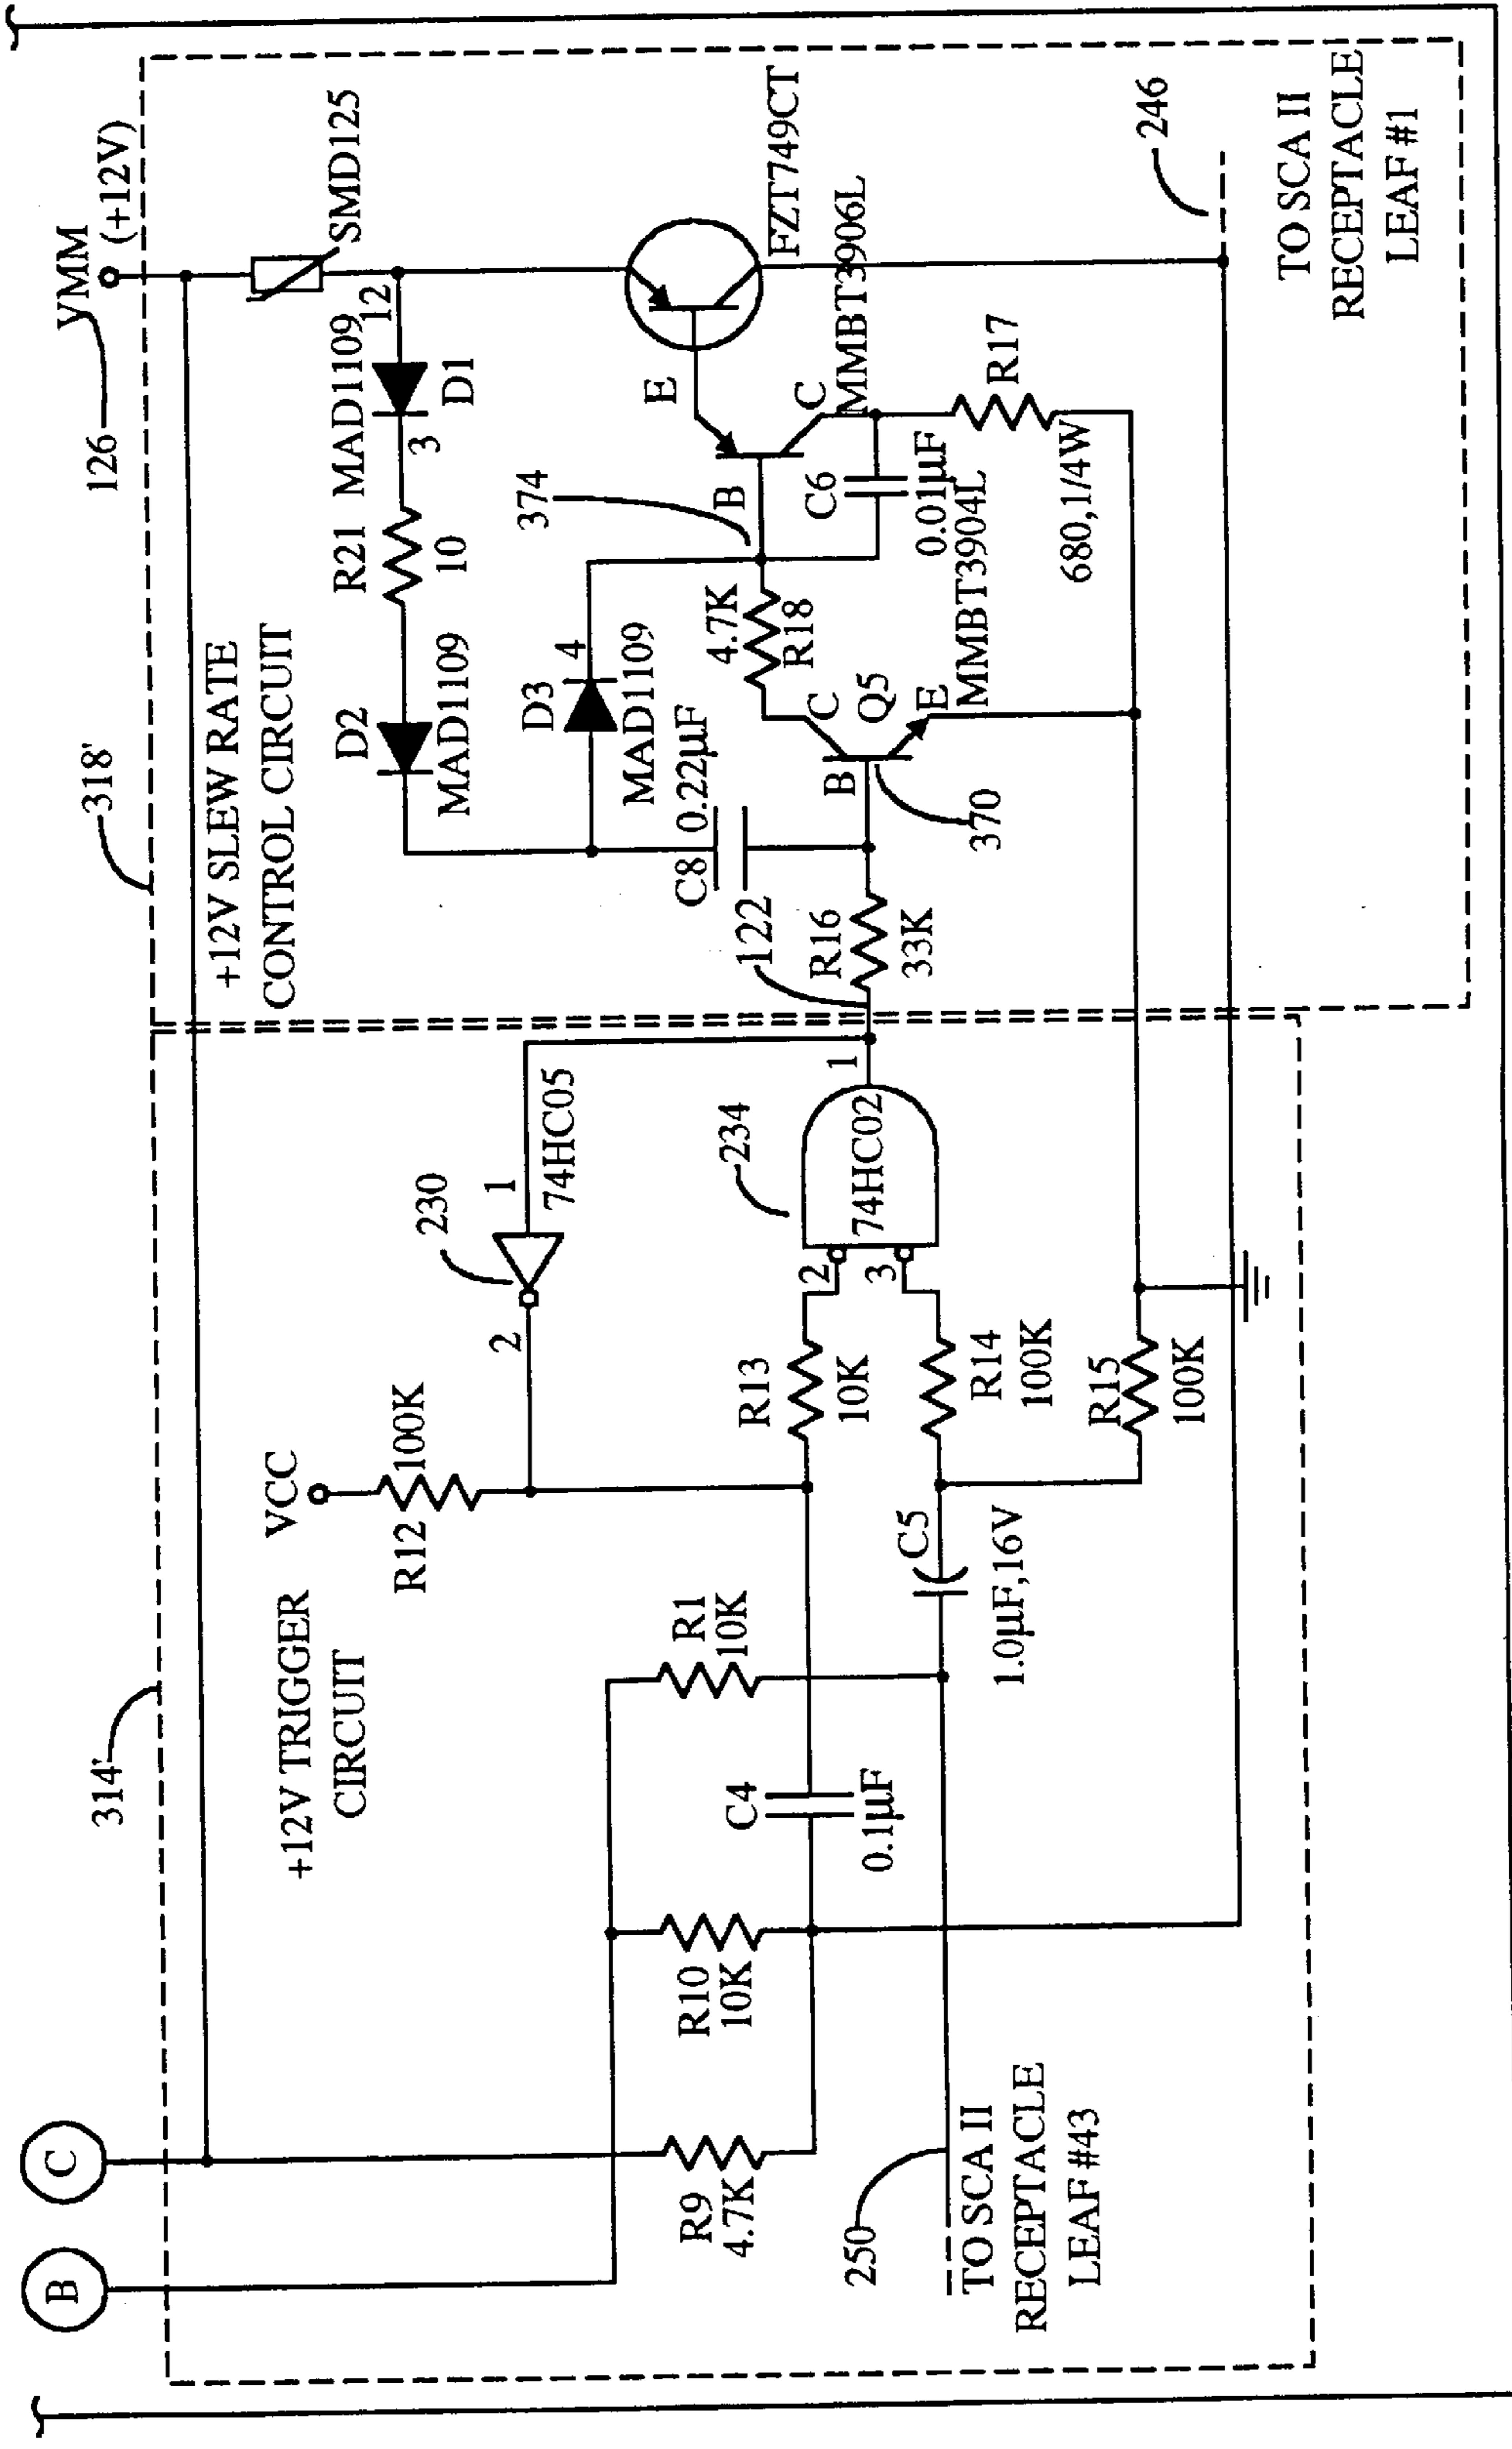 B
C
314'
318'
126
VMM
(+12V)
+12V TRIGGER
CIRCUIT
+12V SLEW RATE
CONTROL CIRCUIT
VCC
R12
100K
230
2
1
74HC05
D2
MAD1109
R21
10
MAD1109
3
12
D1
SMD125
R9
4.7K
R10
10K
C4
0.1µF
R1
10K
R13
10K
2
3
234
74HC02
1
122
R16
33K
C8
0.22µF
D3
4
MAD1109
374
4.7K
R18
B
C
Q5
E
MMBT3904L
370
B
E
C
MMBT3906L
FZT749CT
C6
0.01µF
R17
680,1/4W
250
TO SCA II
RECEPTACLE
LEAF #43
C5
1.0µF,16V
R14
100K
R15
100K
246
TO SCA II
RECEPTACLE
LEAF #1